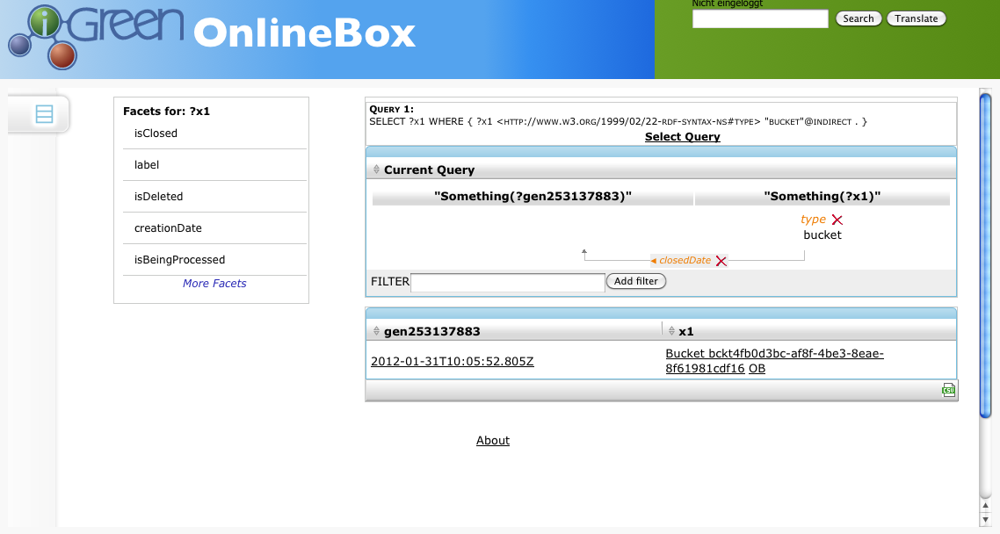 iGreen OnlineBox
Nicht eingeloggt
Search Translate
Facets for: ?x1
isClosed
label
isDeleted
creationDate
isBeingProcessed
More Facets
QUERY 1:
SELECT ?x1 WHERE { ?x1 <HTTP://WWW.W3.ORG/1999/02/22-RDF-SYNTAX-NS#TYPE> "BUCKET"@INDIRECT . }
Select Query
Current Query
"Something(?gen253137883)" "Something(?x1)"
type
bucket
closedDate
FILTER Add filter
gen253137883 x1
2012-01-31T10:05:52.805Z
Bucket bckt4fb0d3bc-af8f-4be3-8eae-
8f61981cdf16 OB
CSV
About